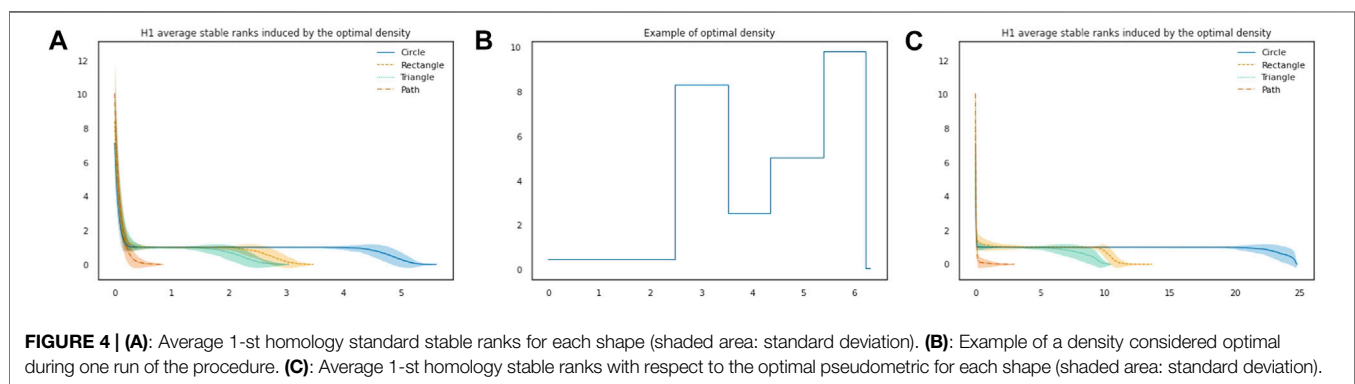 A
H1 average stable ranks induced by the optimal density
12
10
8
6
4
2
0
0 1 2 3 4 5
Circle
Rectangle
Triangle
Path
B
Example of optimal density
10
8
6
4
2
0
0 1 2 3 4 5 6
C
H1 average stable ranks induced by the optimal density
12
10
8
6
4
2
0
0 5 10 15 20 25
Circle
Rectangle
Triangle
Path
FIGURE 4 | (A): Average 1-st homology standard stable ranks for each shape (shaded area: standard deviation). (B): Example of a density considered optimal
during one run of the procedure. (C): Average 1-st homology stable ranks with respect to the optimal pseudometric for each shape (shaded area: standard deviation).